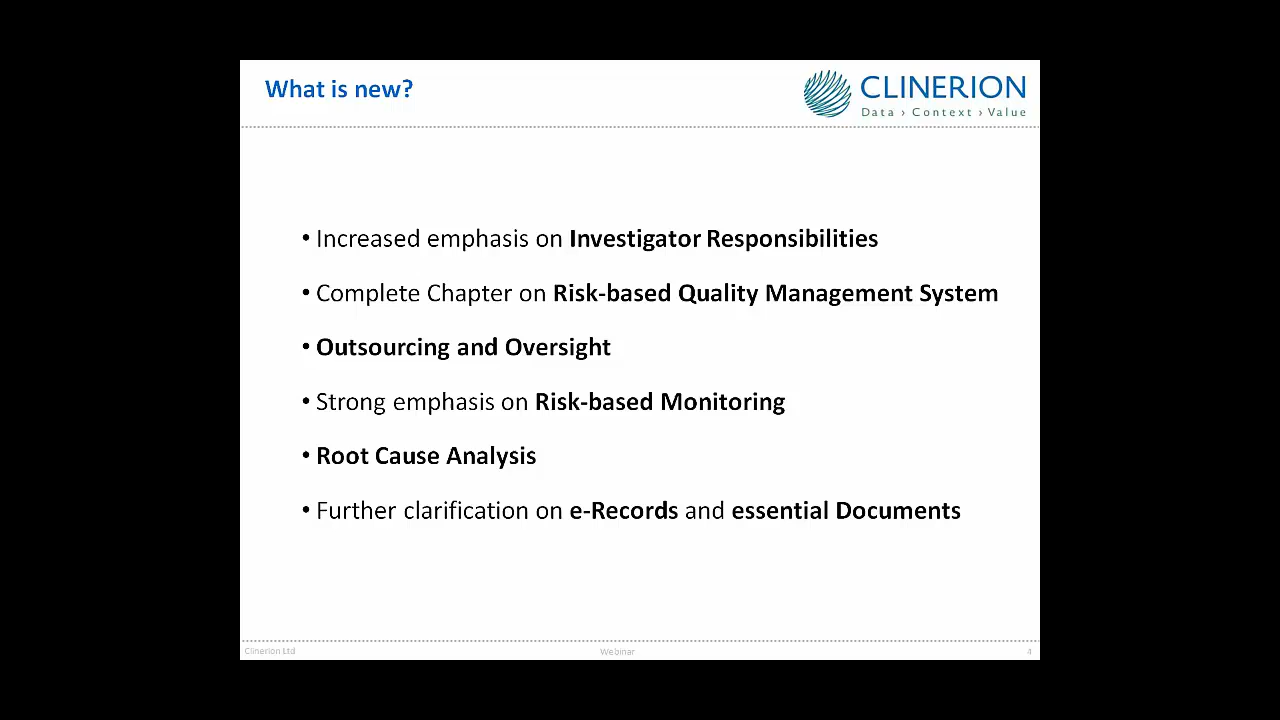 What is new?
CLINERION
Data › Context › Value
• Increased emphasis on Investigator Responsibilities
• Complete Chapter on Risk-based Quality Management System
• Outsourcing and Oversight
• Strong emphasis on Risk-based Monitoring
• Root Cause Analysis
• Further clarification on e-Records and essential Documents
Clinerion Ltd
Webinar
4